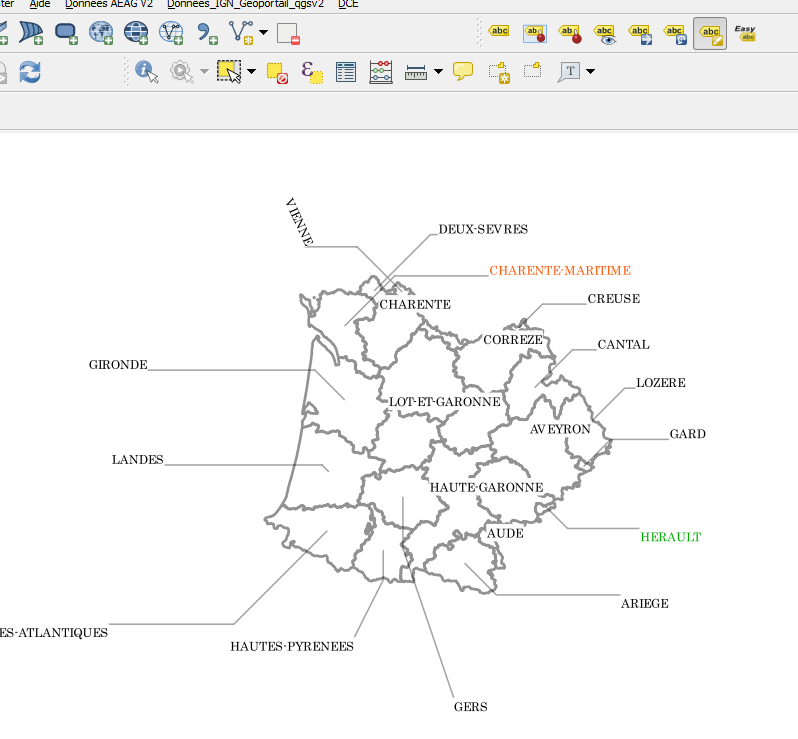 ter Aide Donnees AEAG V2 Donnees_IGN_Geoportail_qgsv2 DCE
abc ab abc abc abc abc abc Easy
abc
ε T
VIENNE
DEUX-SEVRES
CHARENTE-MARITIME
CHARENTE
CREUSE
CORREZE
CANTAL
GIRONDE
LOZERE
LOT-ET-GARONNE
AVEYRON
GARD
LANDES
HAUTE-GARONNE
AUDE
HERAULT
ARIEGE
ES-ATLANTIQUES
HAUTES-PYRENEES
GERS